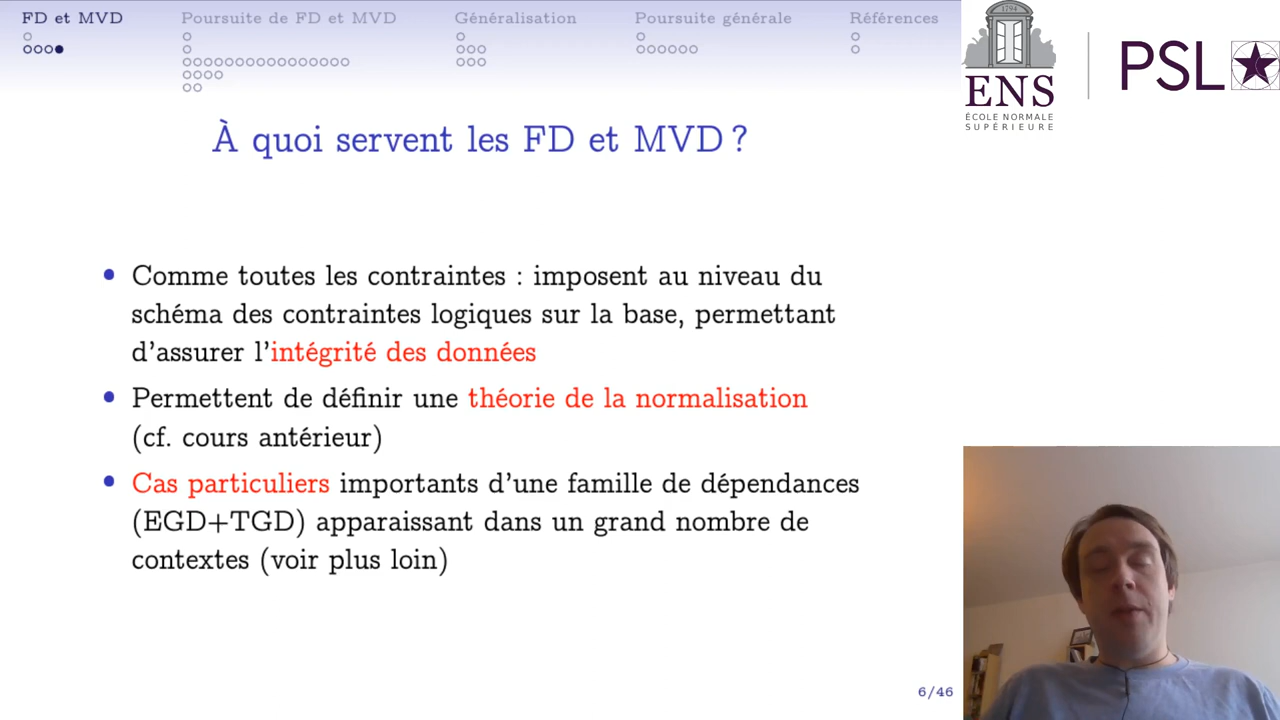 FD et MVD
Poursuite de FD et MVD
Généralisation
Poursuite générale
Références
1794
ENS
ÉCOLE NORMALE
SUPÉRIEURE
PSL
À quoi servent les FD et MVD ?
• Comme toutes les contraintes : imposent au niveau du
schéma des contraintes logiques sur la base, permettant
d'assurer l'intégrité des données
• Permettent de définir une théorie de la normalisation
(cf. cours antérieur)
• Cas particuliers importants d'une famille de dépendances
(EGD+TGD) apparaissant dans un grand nombre de
contextes (voir plus loin)
6/46